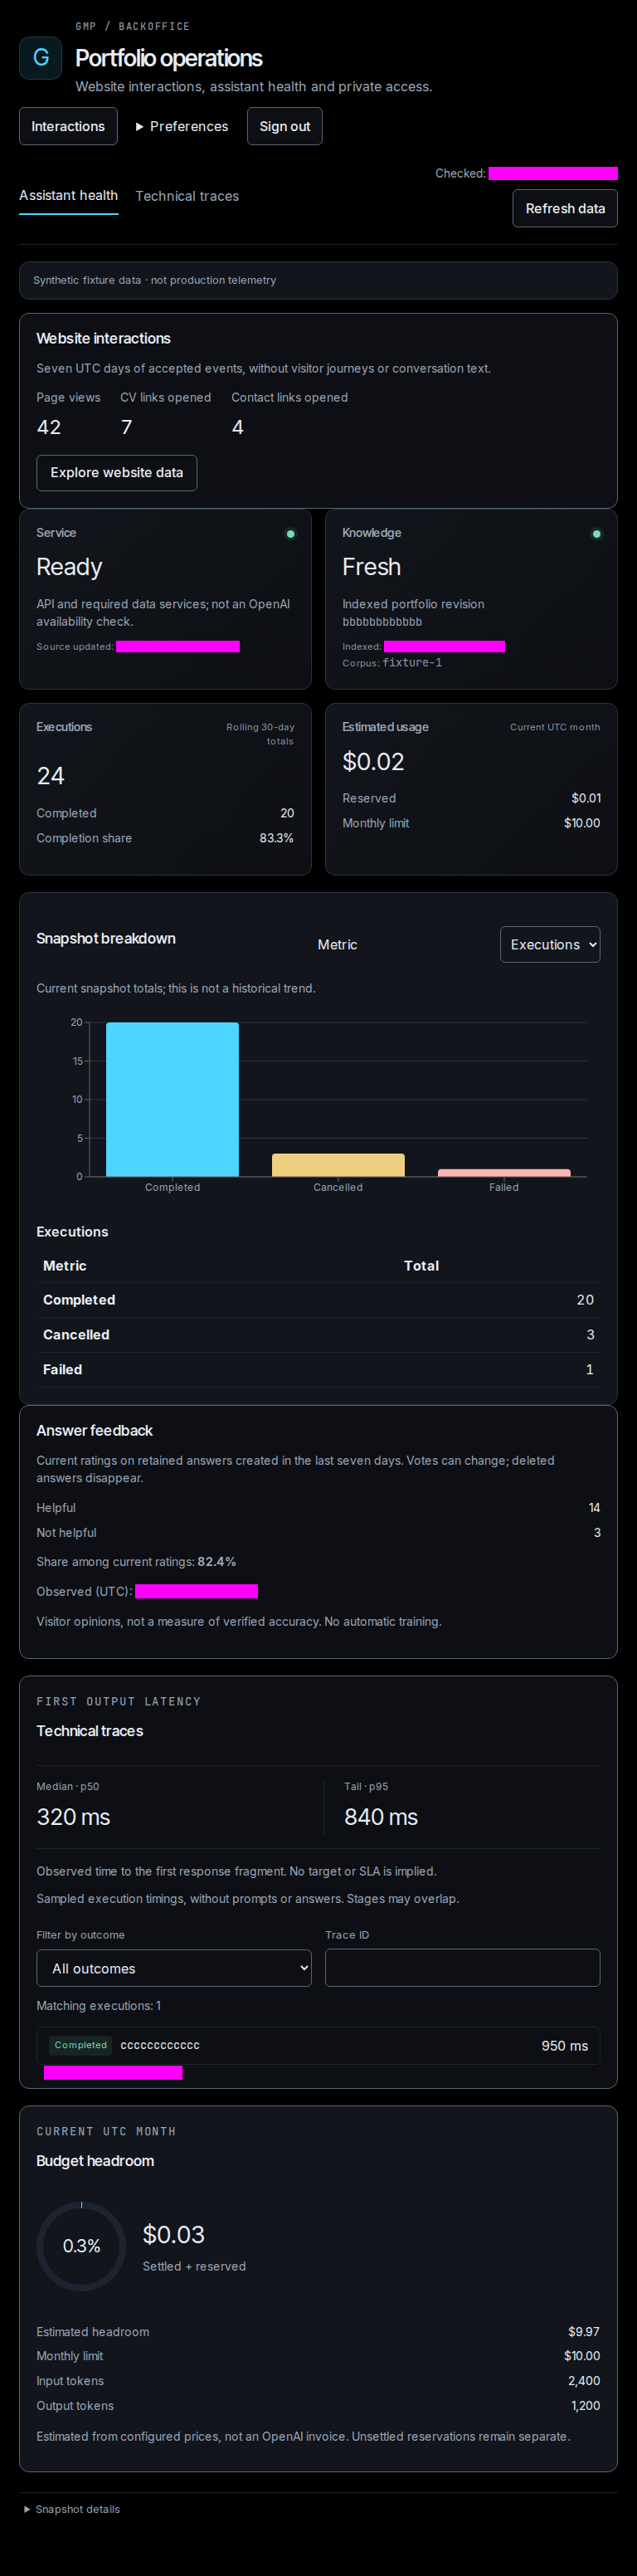 GMP / BACKOFFICE
G
Portfolio operations
Website interactions, assistant health and private access.
Interactions
▶ Preferences
Sign out
Checked:
Assistant health
Technical traces
Refresh data
Synthetic fixture data · not production telemetry
Website interactions
Seven UTC days of accepted events, without visitor journeys or conversation text.
Page views CV links opened Contact links opened
42 7 4
Explore website data
Service
Ready
API and required data services; not an OpenAI
availability check.
Source updated:
Knowledge
Fresh
Indexed portfolio revision
bbbbbbbbbbbb
Indexed:
Corpus: fixture-1
Executions
Rolling 30-day
totals
24
Completed 20
Completion share 83.3%
Estimated usage
Current UTC month
$0.02
Reserved $0.01
Monthly limit $10.00
Snapshot breakdown
Metric
Executions
Current snapshot totals; this is not a historical trend.
20
15
10
5
0
Completed Cancelled Failed
Executions
Metric Total
Completed 20
Cancelled 3
Failed 1
Answer feedback
Current ratings on retained answers created in the last seven days. Votes can change; deleted
answers disappear.
Helpful 14
Not helpful 3
Share among current ratings: 82.4%
Observed (UTC):
Visitor opinions, not a measure of verified accuracy. No automatic training.
FIRST OUTPUT LATENCY
Technical traces
Median · p50
320 ms
Tail · p95
840 ms
Observed time to the first response fragment. No target or SLA is implied.
Sampled execution timings, without prompts or answers. Stages may overlap.
Filter by outcome
All outcomes
Trace ID
Matching executions: 1
Completed cccccccccccc 950 ms
CURRENT UTC MONTH
Budget headroom
0.3%
$0.03
Settled + reserved
Estimated headroom $9.97
Monthly limit $10.00
Input tokens 2,400
Output tokens 1,200
Estimated from configured prices, not an OpenAI invoice. Unsettled reservations remain separate.
▶ Snapshot details